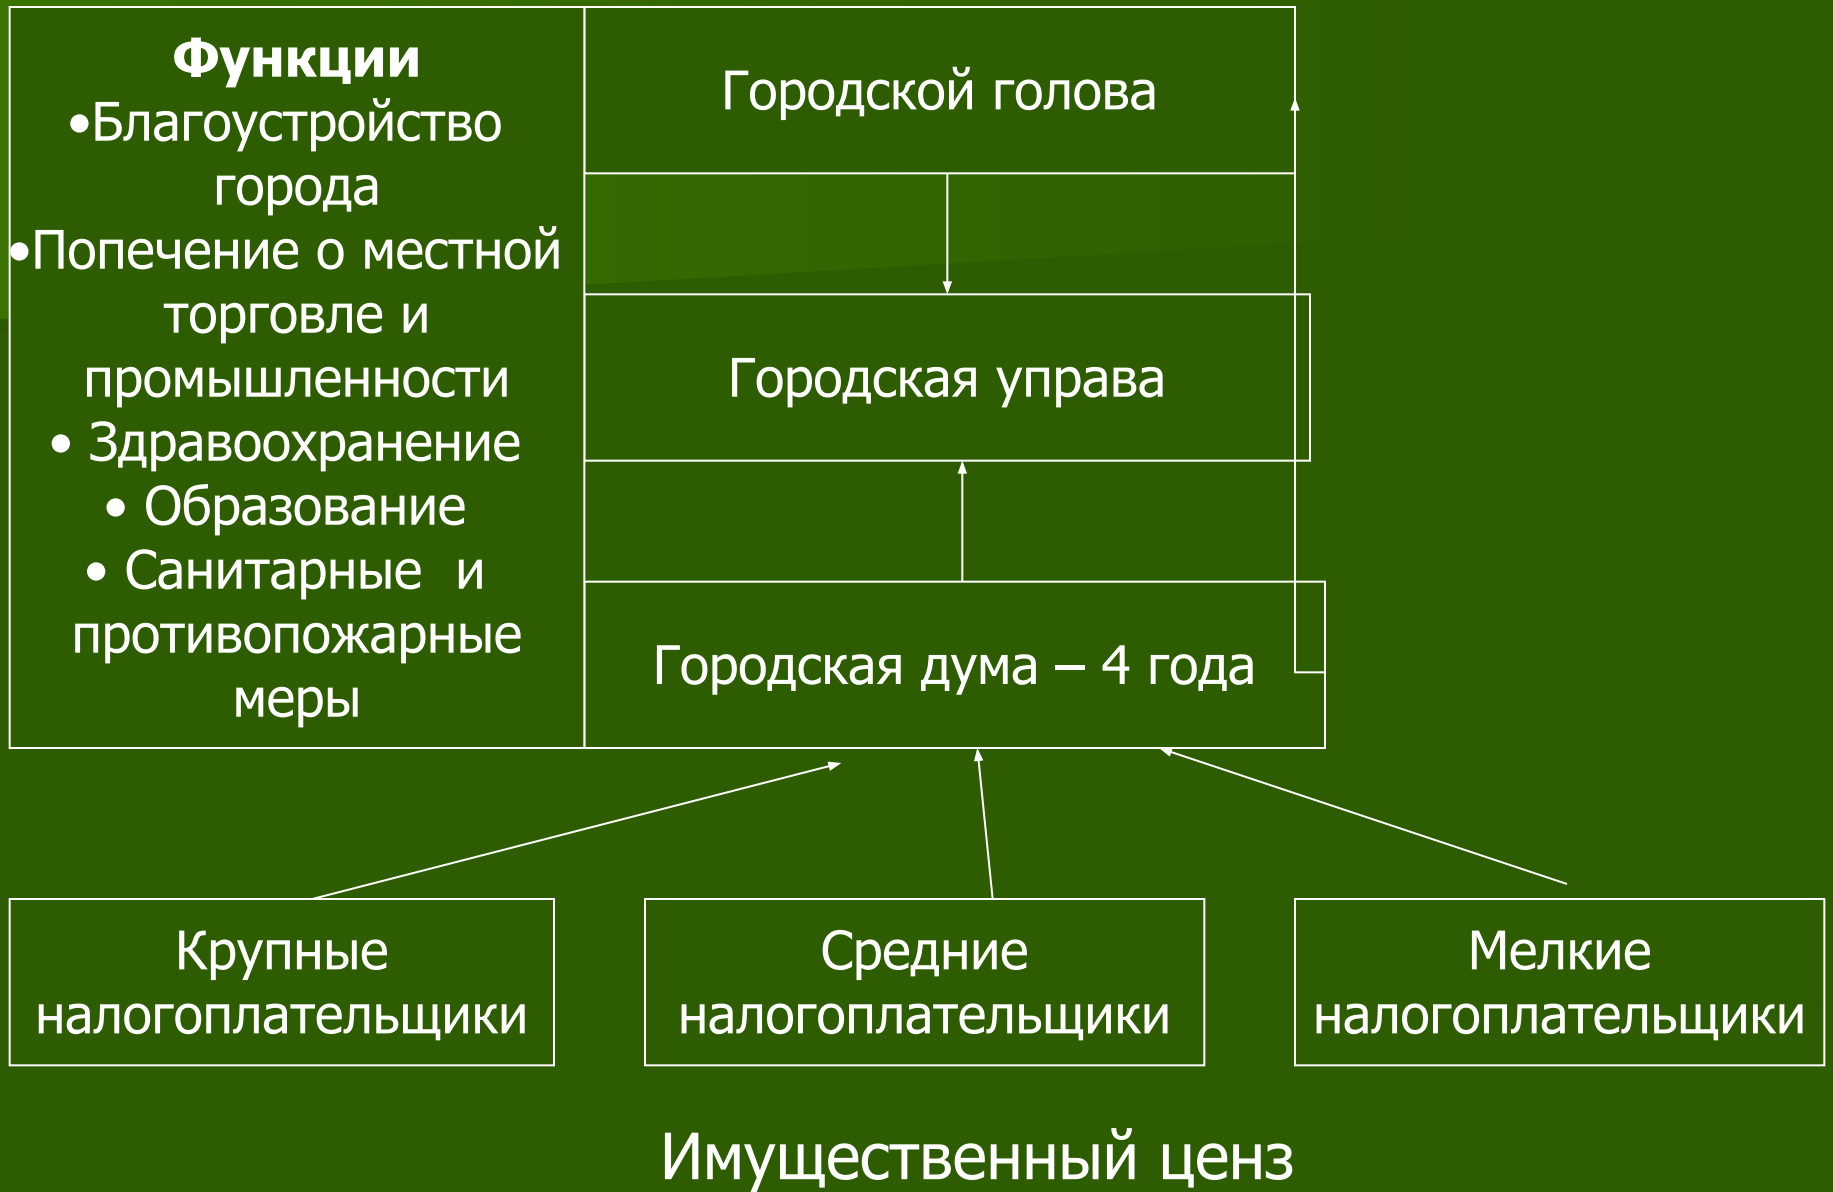 Функции
•Благоустройство
города
•Попечение о местной
торговле и
промышленности
• Здравоохранение
• Образование
• Санитарные и
противопожарные
меры
Городской голова
Городская управа
Городская дума – 4 года
Крупные
налогоплательщики
Средние
налогоплательщики
Мелкие
налогоплательщики
Имущественный ценз